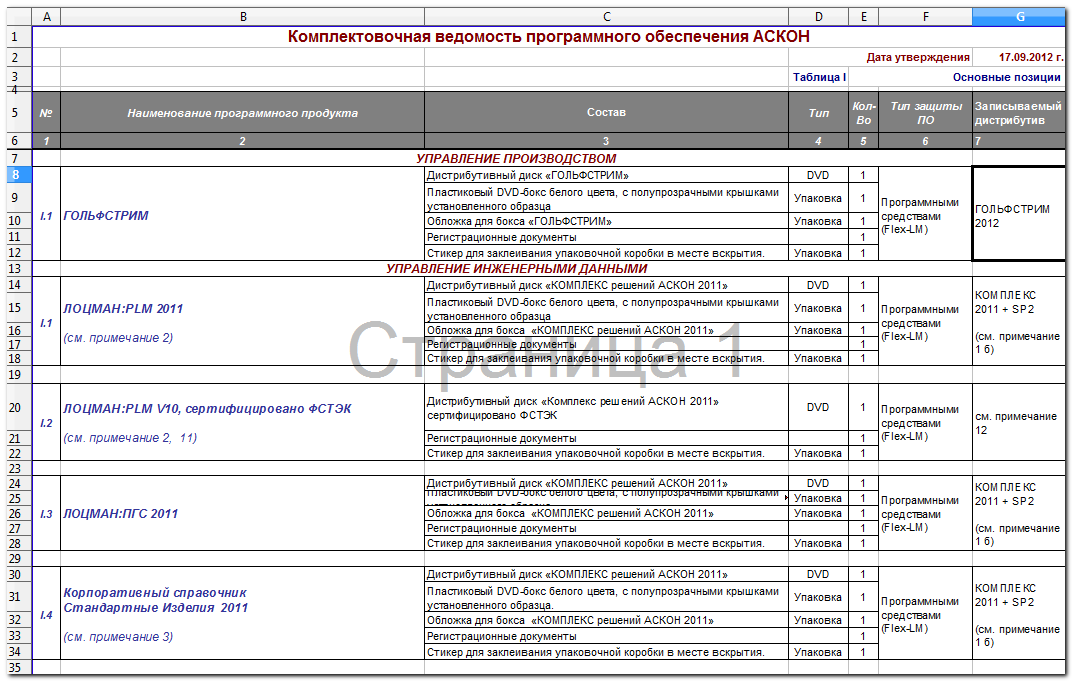 A B C D E F G
1 Комплектовочная ведомость программного обеспечения АСКОН
2 Дата утверждения 17.09.2012 г.
3 Таблица I Основные позиции
4
5 № Наименование программного продукта Состав Тип Кол-Во Тип защиты ПО Записываемый дистрибутив
6 1 2 3 4 5 6 7
7 УПРАВЛЕНИЕ ПРОИЗВОДСТВОМ
8 Дистрибутивный диск «ГОЛЬФСТРИМ» DVD 1
9 Пластиковый DVD-бокс белого цвета, с полупрозрачными крышками
установленного образца Упаковка 1
I.1 ГОЛЬФСТРИМ
Программными
средствами
(Flex-LM)
ГОЛЬФСТРИМ
2012
10 Обложка для бокса «ГОЛЬФСТРИМ» Упаковка 1
11 Регистрационные документы 1
12 Стикер для заклеивания упаковочной коробки в месте вскрытия. Упаковка 1
13 УПРАВЛЕНИЕ ИНЖЕНЕРНЫМИ ДАННЫМИ
14 Дистрибутивный диск «КОМПЛЕКС решений АСКОН 2011» DVD 1
15 Пластиковый DVD-бокс белого цвета, с полупрозрачными крышками
установленного образца Упаковка 1
I.1 ЛОЦМАН:PLM 2011
(см. примечание 2)
Программными
средствами
(Flex-LM)
КОМПЛЕКС
2011 + SP2
(см. примечание
1 б)
16 Обложка для бокса «КОМПЛЕКС решений АСКОН 2011» Упаковка 1
17 Регистрационные документы 1
18 Стикер для заклеивания упаковочной коробки в месте вскрытия. Упаковка 1
Страница 1
19
20 Дистрибутивный диск «Комплекс решений АСКОН 2011»
сертифицировано ФСТЭК DVD 1
I.2 ЛОЦМАН:PLM V10, сертифицировано ФСТЭК
(см. примечание 2, 11)
Программными
средствами
(Flex-LM)
см. примечание
12
21 Регистрационные документы 1
22 Стикер для заклеивания упаковочной коробки в месте вскрытия. Упаковка 1
23
24 Дистрибутивный диск «КОМПЛЕКС решений АСКОН 2011» DVD 1
25 Пластиковый DVD-бокс белого цвета, с полупрозрачными крышками Упаковка 1
I.3 ЛОЦМАН:ПГС 2011
Программными
средствами
(Flex-LM)
КОМПЛЕКС
2011 + SP2
(см. примечание
1 б)
26 Обложка для бокса «КОМПЛЕКС решений АСКОН 2011» Упаковка 1
27 Регистрационные документы 1
28 Стикер для заклеивания упаковочной коробки в месте вскрытия. Упаковка 1
29
30 Дистрибутивный диск «КОМПЛЕКС решений АСКОН 2011» DVD 1
31 Пластиковый DVD-бокс белого цвета, с полупрозрачными крышками
установленного образца. Упаковка 1
I.4 Корпоративный справочник
Стандартные Изделия 2011
(см. примечание 3)
Программными
средствами
(Flex-LM)
КОМПЛЕКС
2011 + SP2
(см. примечание
1 б)
32 Обложка для бокса «КОМПЛЕКС решений АСКОН 2011» Упаковка 1
33 Регистрационные документы 1
34 Стикер для заклеивания упаковочной коробки в месте вскрытия. Упаковка 1
35